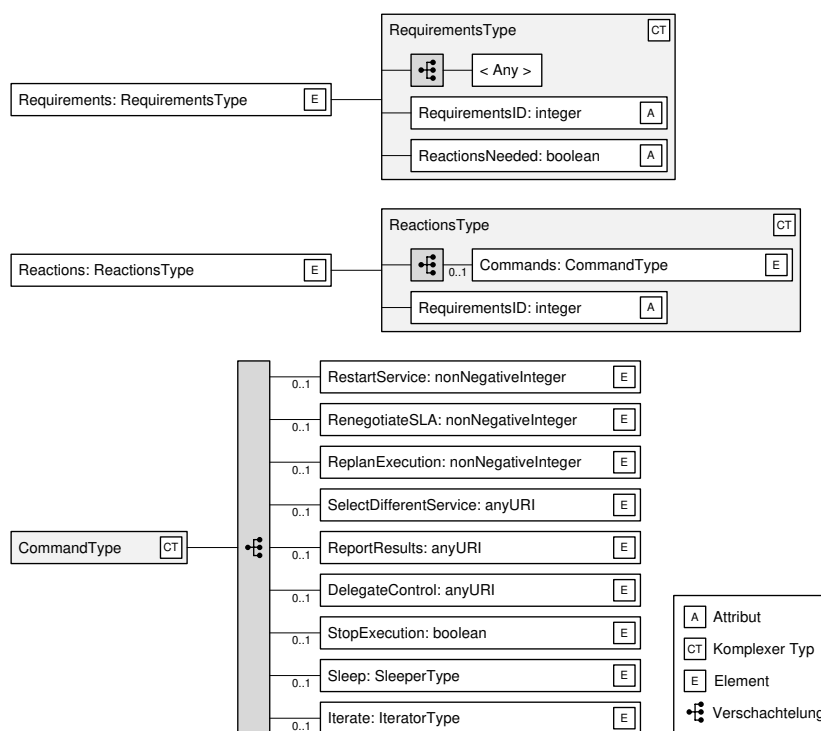 RequirementsType CT
< Any >
Requirements: RequirementsType E
RequirementsID: integer A
ReactionsNeeded: boolean A
ReactionsType CT
Reactions: ReactionsType E
0..1 Commands: CommandType E
RequirementsID: integer A
0..1 RestartService: nonNegativeInteger E
0..1 RenegotiateSLA: nonNegativeInteger E
0..1 ReplanExecution: nonNegativeInteger E
0..1 SelectDifferentService: anyURI E
CommandType CT
0..1 ReportResults: anyURI E
0..1 DelegateControl: anyURI E
0..1 StopExecution: boolean E
0..1 Sleep: SleeperType E
0..1 Iterate: IteratorType E
A Attribut
CT Komplexer Typ
E Element
Verschachtelung